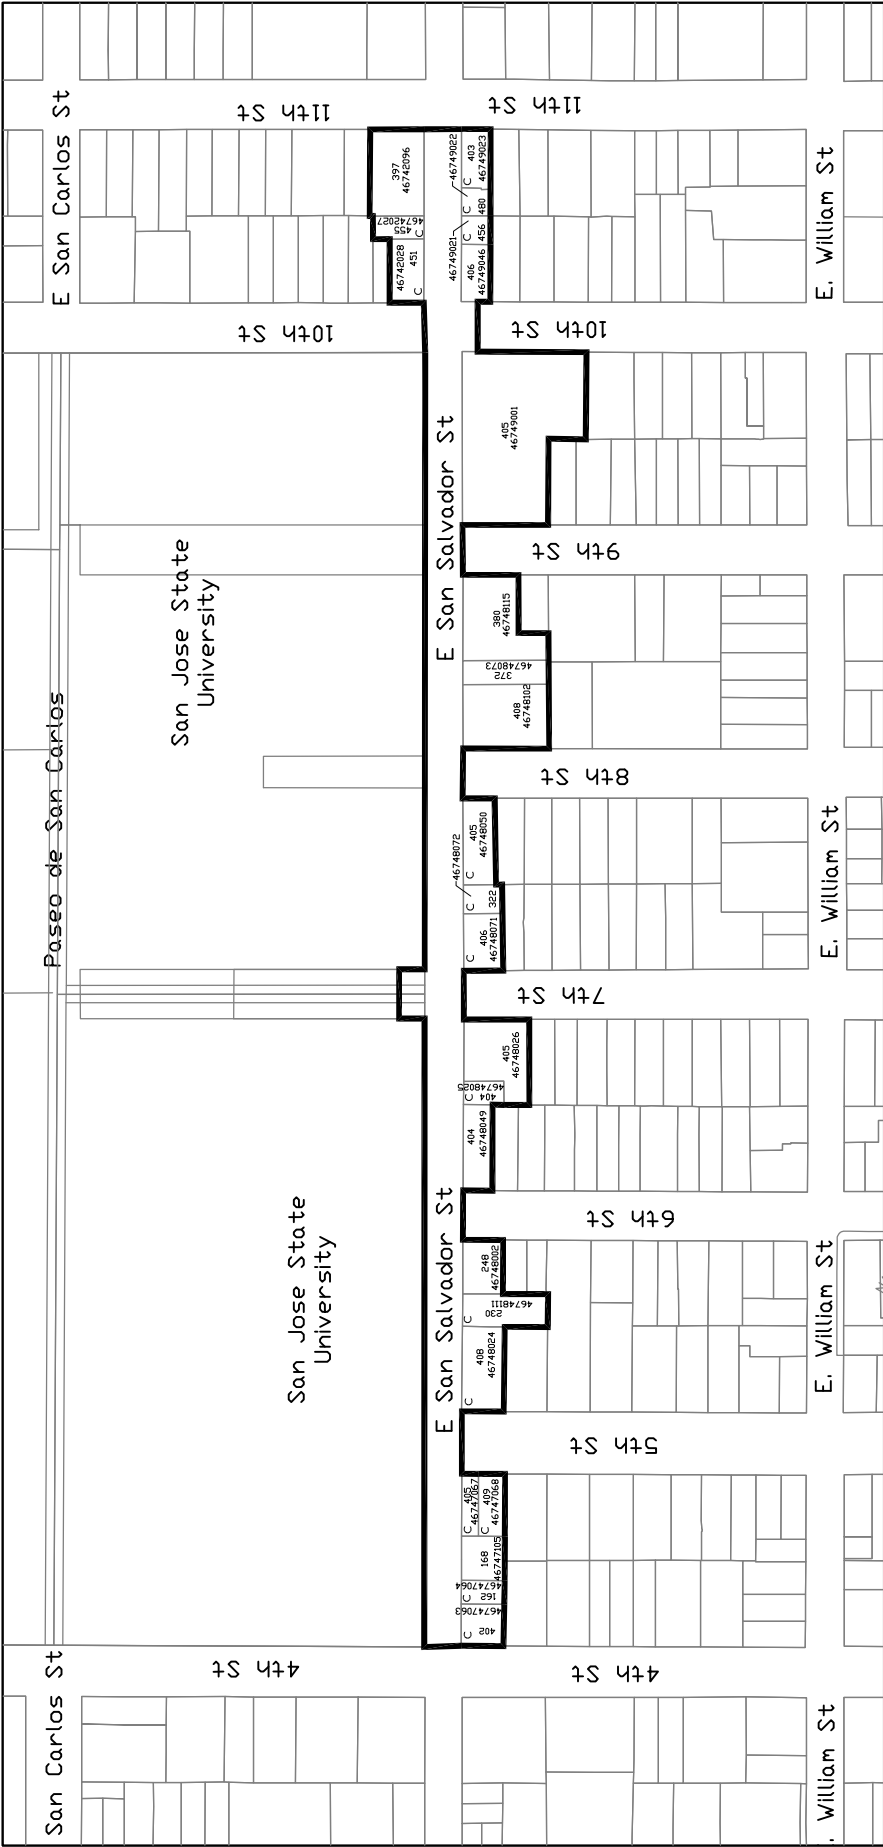 E San Carlos St
11th St
11th St
E. William St
397
46742096
46742027
455
C
46742028
451
C
46749022
403
46749023
C
C
480
46749021
C
456
406
46749046
10th St
10th St
E San Salvador St
405
46749001
9th St
San Jose State
University
380
46748115
46748073
372
408
46748102
Paseo de San Carlos
8th St
46748072
405
46748050
C
C
322
406
46748071
C
E. William St
7th St
405
46748026
46748025
404
C
404
46748049
6th St
E San Salvador St
San Jose State
University
248
46748002
46748111
230
C
408
46748024
C
E. William St
5th St
405
46747067
C
409
46747068
C
168
46747105
46747064
162
C
46747063
402
C
4th St
4th St
San Carlos St
. William St